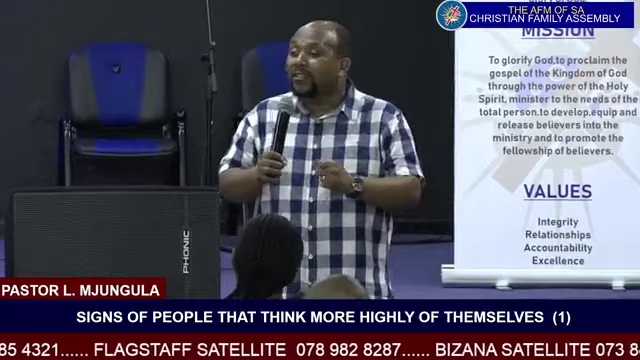 THE AFM OF SA
CHRISTIAN FAMILY ASSEMBLY
MISSION
To glorify God,to proclaim the
gospel of the Kingdom of God
through the power of the Holy
Spirit, minister to the needs of the
total person,to develop,equip and
release believers into the
ministry and to promote the
fellowship of believers.
VALUES
Integrity
Relationships
Accountability
Excellence
PHONIC
PASTOR L. MJUNGULA
SIGNS OF PEOPLE THAT THINK MORE HIGHLY OF THEMSELVES (1)
85 4321...... FLAGSTAFF SATELLITE 078 982 8287...... BIZANA SATELLITE 073 8